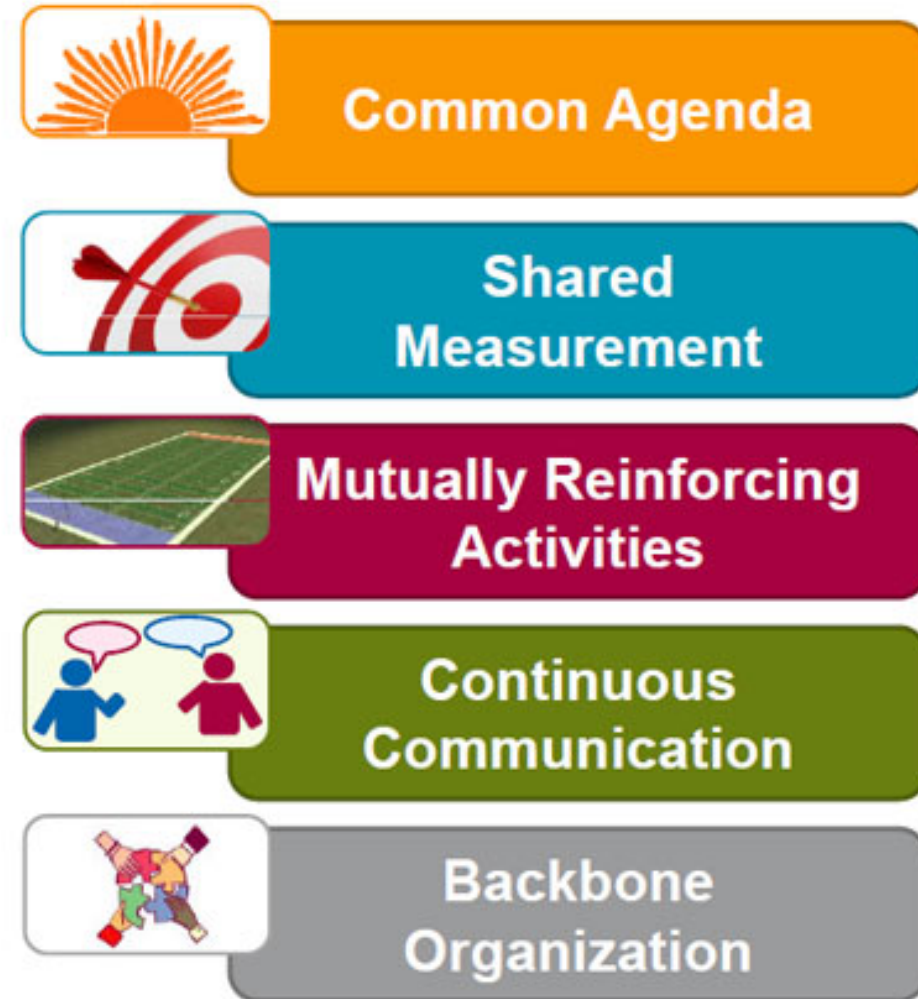 Common Agenda
Shared
Measurement
Mutually Reinforcing
Activities
Continuous
Communication
Backbone
Organization